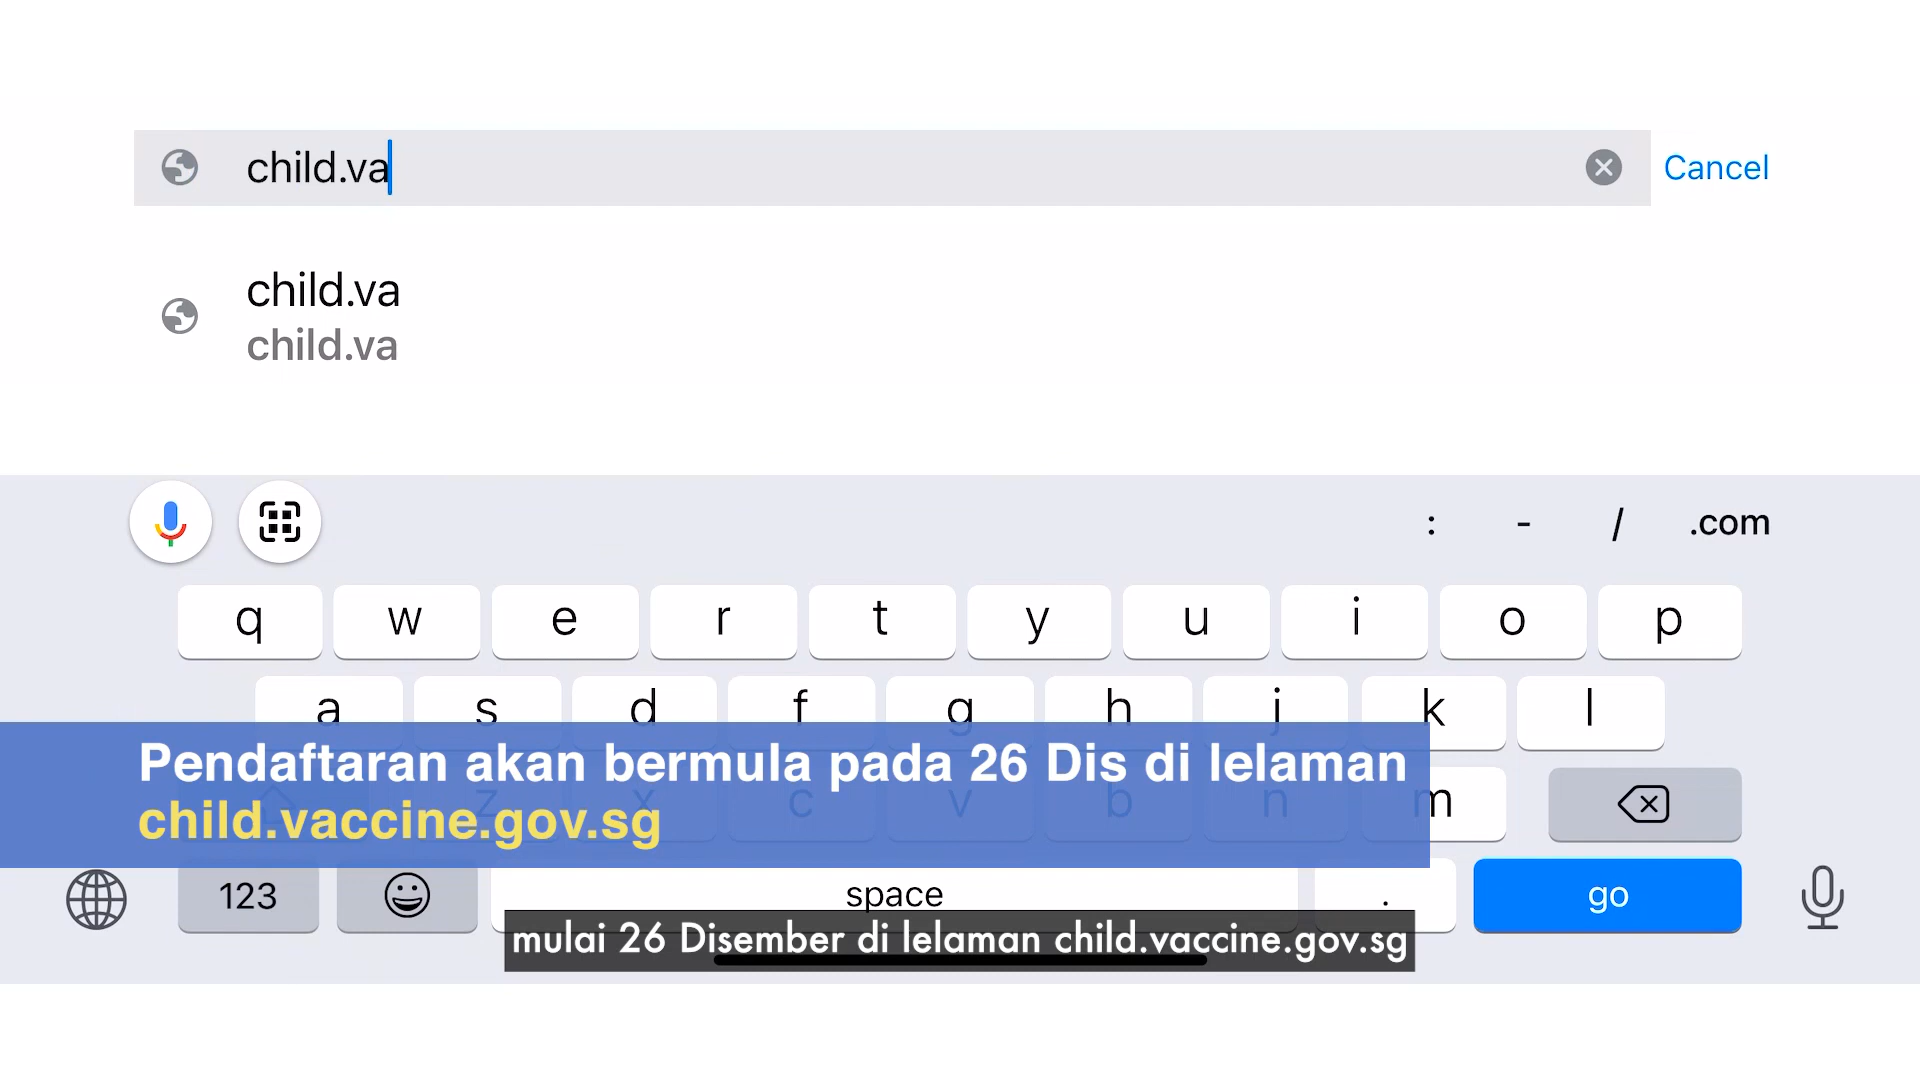 child.va
Cancel
child.va
child.va
: - / .com
q w e r t y u i o p
a s d f g h j k l
Pendaftaran akan bermula pada 26 Dis di lelaman
child.vaccine.gov.sg
z x c v b n m
123 space . go
mulai 26 Disember di lelaman child.vaccine.gov.sg